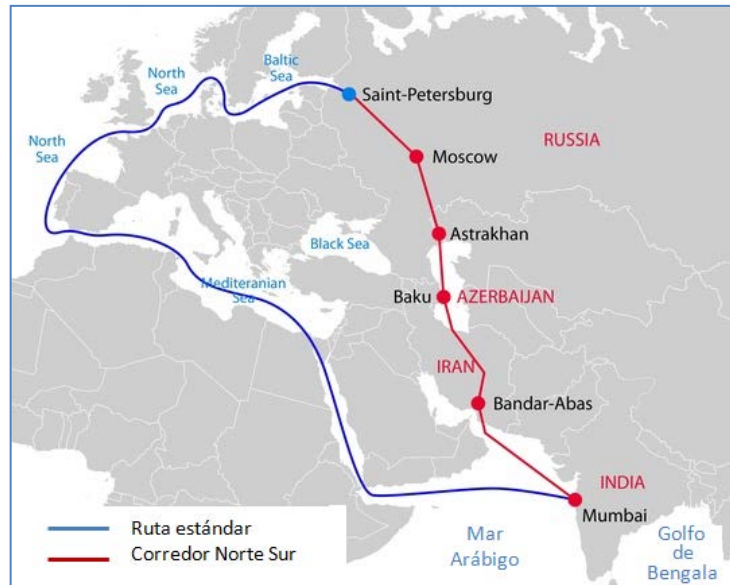 Baltic
Sea
North
Sea
Saint-Petersburg
North
Sea
RUSSIA
Moscow
Astrakhan
Black Sea
Mediteranian
Sea
Baku
AZERBAIJAN
IRAN
Bandar-Abas
INDIA
Mumbai
Ruta estándar
Corredor Norte Sur
Mar
Arábigo
Golfo
de
Bengala